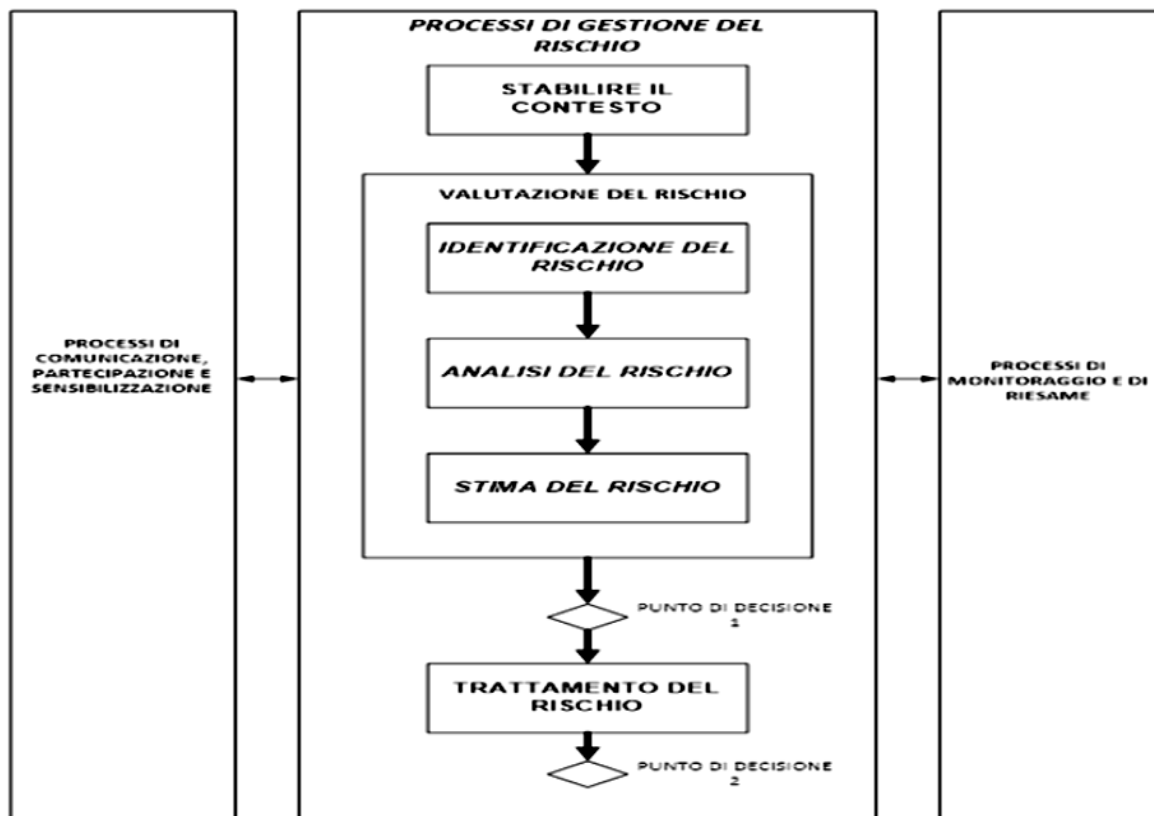 PROCESSI DI GESTIONE DEL
RISCHIO
STABILIRE IL
CONTESTO
VALUTAZIONE DEL RISCHIO
IDENTIFICAZIONE DEL
RISCHIO
ANALISI DEL RISCHIO
STIMA DEL RISCHIO
PUNTO DI DECISIONE
1
TRATTAMENTO DEL
RISCHIO
PUNTO DI DECISIONE
2
PROCESSI DI
COMUNICAZIONE,
PARTECIPAZIONE E
SENSIBILIZZAZIONE
PROCESSI DI
MONITORAGGIO E DI
RIESAME